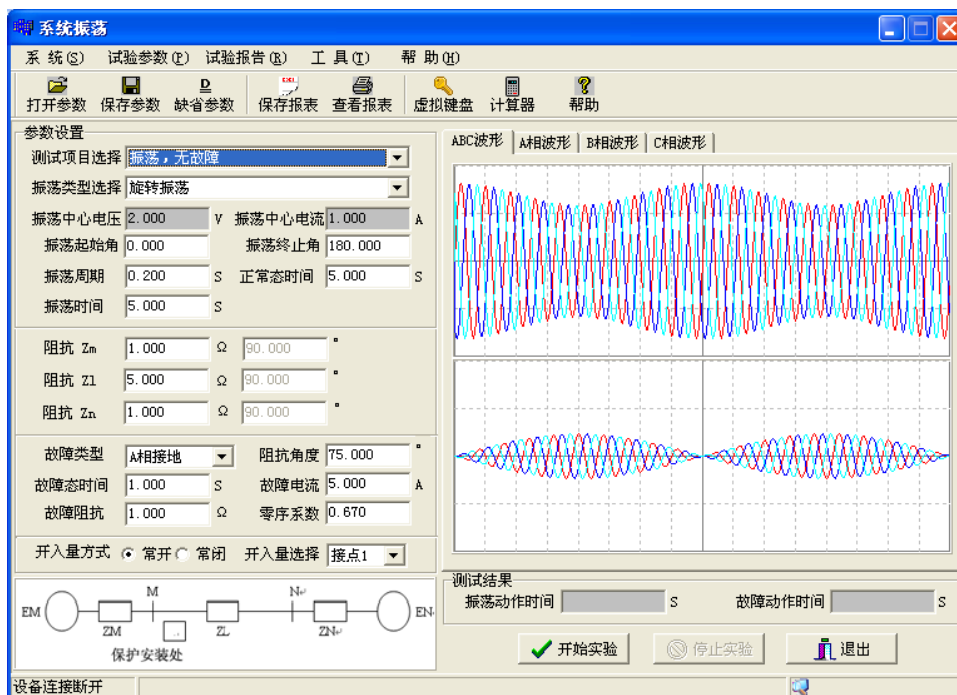 系统振荡
系 统(S) 试验参数(P) 试验报告(R) 工 具(T) 帮 助(H)
D EXL
打开参数 保存参数 缺省参数 保存报表 查看报表 虚拟键盘 计算器 帮助
参数设置
测试项目选择 振荡，无故障
振荡类型选择 旋转振荡
振荡中心电压 2.000 V 振荡中心电流 1.000 A
振荡起始角 0.000 振荡终止角 180.000
振荡周期 0.200 S 正常态时间 5.000 S
振荡时间 5.000 S
阻抗 Zm 1.000 Ω 90.000 °
阻抗 Zl 5.000 Ω 90.000 °
阻抗 Zn 1.000 Ω 90.000 °
故障类型 A相接地 阻抗角度 75.000 °
故障态时间 1.000 S 故障电流 5.000 A
故障阻抗 1.000 Ω 零序系数 0.670
开入量方式 常开 常闭 开入量选择 接点1
M N↵
EM EN
ZM ZL ZN↵
保护安装处
ABC波形 A相波形 B相波形 C相波形
测试结果
振荡动作时间 S 故障动作时间 S
开始实验 停止实验 退出
设备连接断开